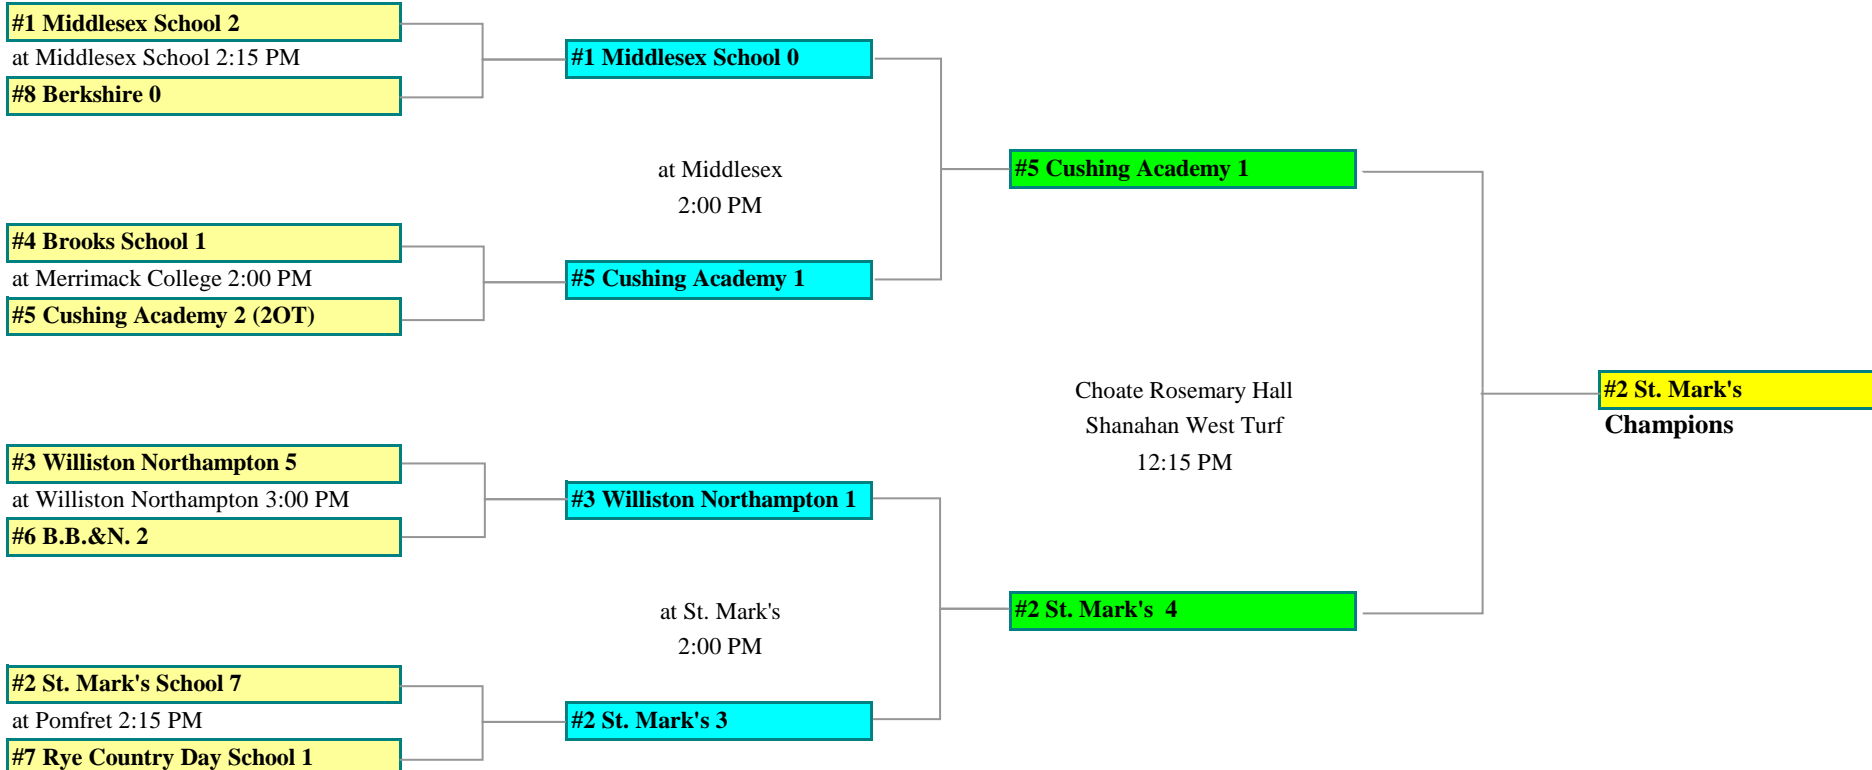 #1 Middlesex School 2
at Middlesex School 2:15 PM
#8 Berkshire 0
#4 Brooks School 1
at Merrimack College 2:00 PM
#5 Cushing Academy 2 (2OT)
#3 Williston Northampton 5
at Williston Northampton 3:00 PM
#6 B.B.&N. 2
#2 St. Mark's School 7
at Pomfret 2:15 PM
#7 Rye Country Day School 1
#1 Middlesex School 0
at Middlesex
2:00 PM
#5 Cushing Academy 1
#3 Williston Northampton 1
at St. Mark's
2:00 PM
#2 St. Mark's 3
#5 Cushing Academy 1
Choate Rosemary Hall
Shanahan West Turf
12:15 PM
#2 St. Mark's  4
#2 St. Mark's
Champions